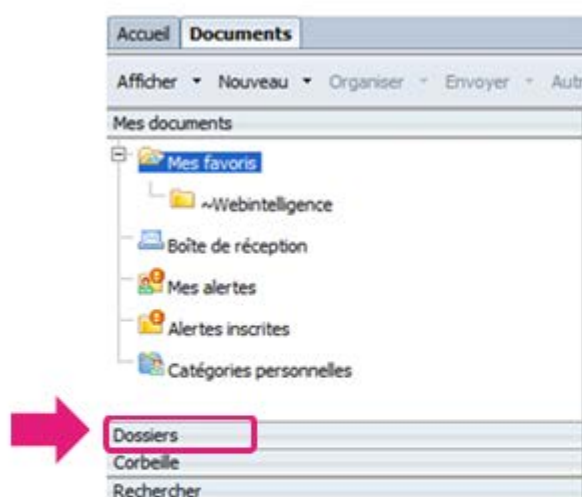 Accueil Documents
Afficher Nouveau Organiser Envoyer Aut
Mes documents
Mes favoris
~Webintelligence
Boîte de réception
Mes alertes
Alertes inscrites
Catégories personnelles
Dossiers
Corbeille
Rechercher